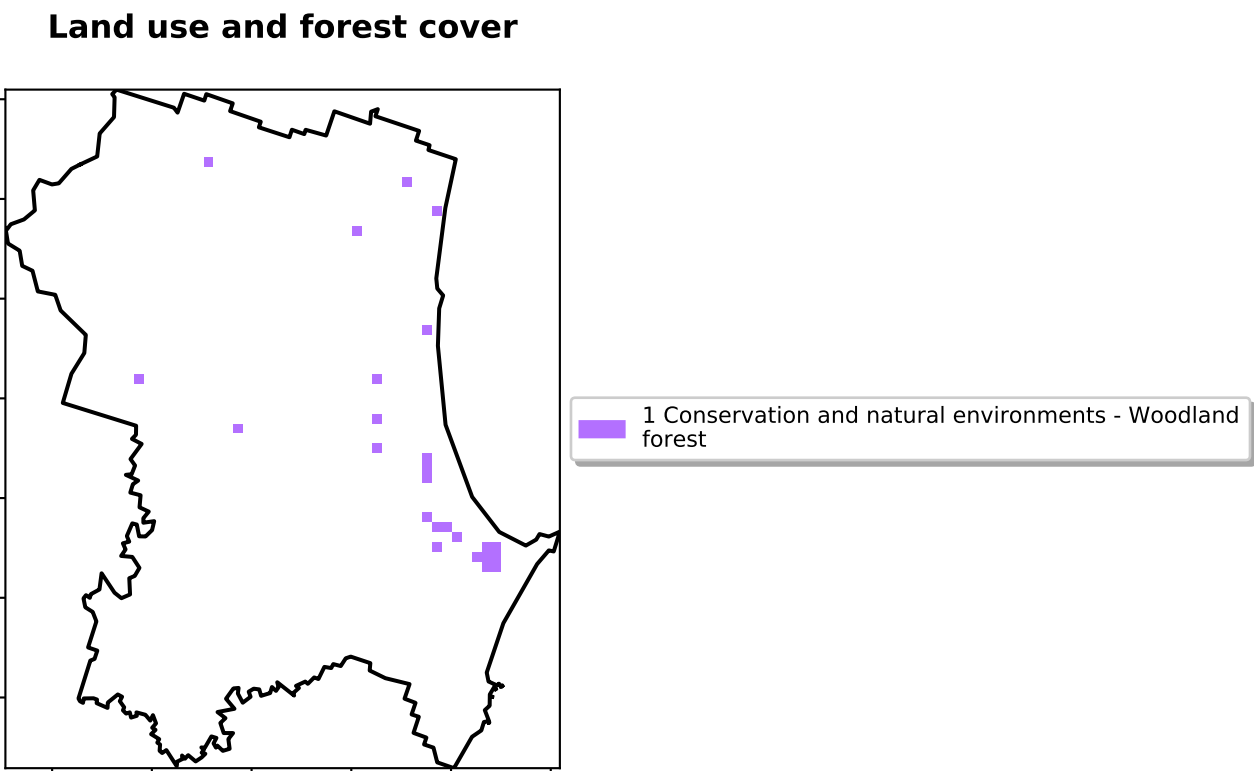 Land use and forest cover
1 Conservation and natural environments - Woodland
forest